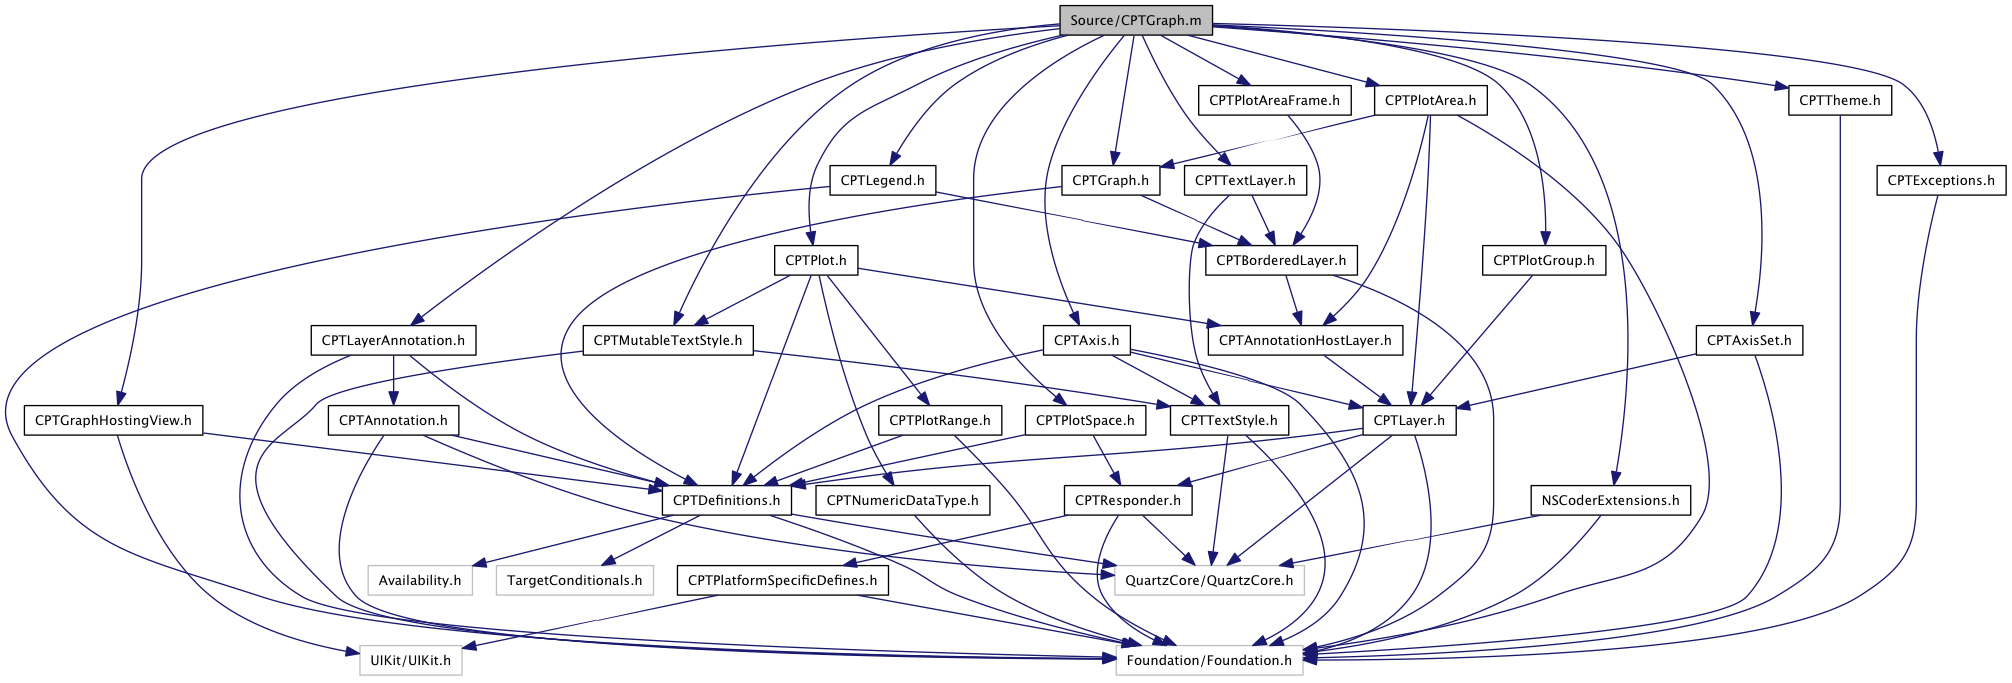 Source/CPTGraph.m
CPTPlotAreaFrame.h
CPTPlotArea.h
CPTTheme.h
CPTLegend.h
CPTGraph.h
CPTTextLayer.h
CPTExceptions.h
CPTPlot.h
CPTBorderedLayer.h
CPTPlotGroup.h
CPTLayerAnnotation.h
CPTMutableTextStyle.h
CPTAxis.h
CPTAnnotationHostLayer.h
CPTAxisSet.h
CPTGraphHostingView.h
CPTAnnotation.h
CPTPlotRange.h
CPTPlotSpace.h
CPTTextStyle.h
CPTLayer.h
CPTDefinitions.h
CPTNumericDataType.h
CPTResponder.h
NSCoderExtensions.h
Availability.h
TargetConditionals.h
CPTPlatformSpecificDefines.h
QuartzCore/QuartzCore.h
UIKit/UIKit.h
Foundation/Foundation.h